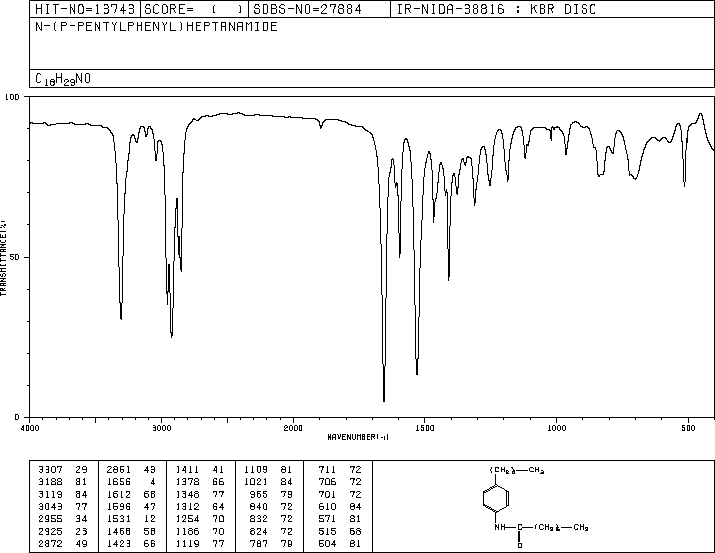 HIT-NO=13743 SCORE= ( ) SDBS-NO=27884 IR-NIDA-38816 : KBR DISC
N-(P-PENTYLPHENYL)HEPTANAMIDE
C18H29NO
100
TRANSMITTANCE(%)
50
0
4000 3000 2000 1500 1000 500
WAVENUMBER(-1)
3307 29 2861 43 1411 41 1109 81 711 72
3188 81 1656 4 1378 66 1021 84 706 72
3119 84 1612 68 1348 77 965 79 701 72
3043 77 1596 47 1312 64 840 72 610 84
2955 34 1531 12 1254 70 832 72 571 81
2925 23 1468 58 1186 70 824 72 515 68
2872 49 1423 66 1119 77 787 79 504 81
(CH2)4—CH3
NH—C—(CH2)5—CH3
O